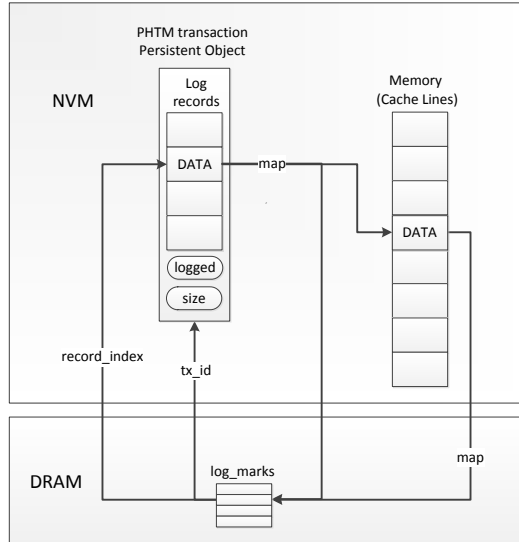 PHTM transaction
Persistent Object
NVM
Log
records
Memory
(Cache Lines)
DATA
map
DATA
logged
size
record_index
tx_id
map
log_marks
DRAM